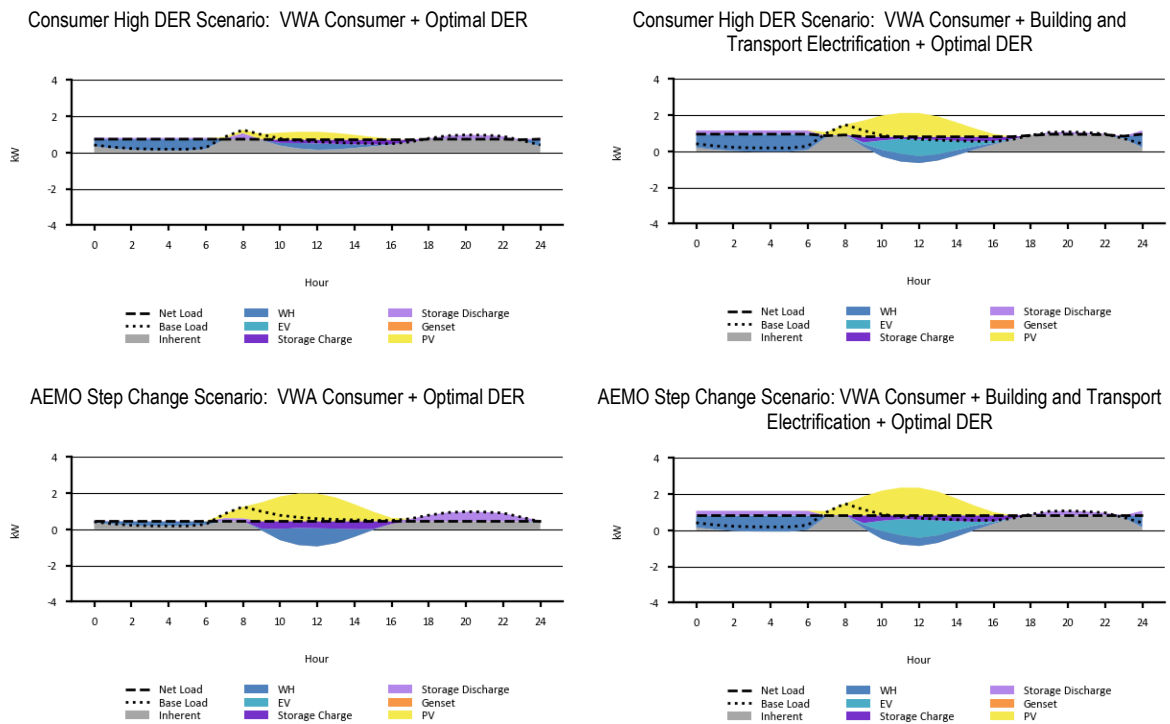 Consumer High DER Scenario: VWA Consumer + Optimal DER
4
2
0
-2
-4
kW
0 2 4 6 8 10 12 14 16 18 20 22 24
Hour
Net Load WH Storage Discharge
Base Load EV Genset
Inherent Storage Charge PV
Consumer High DER Scenario: VWA Consumer + Building and
Transport Electrification + Optimal DER
4
2
0
-2
-4
kW
0 2 4 6 8 10 12 14 16 18 20 22 24
Hour
Net Load WH Storage Discharge
Base Load EV Genset
Inherent Storage Charge PV
AEMO Step Change Scenario: VWA Consumer + Optimal DER
4
2
0
-2
-4
kW
0 2 4 6 8 10 12 14 16 18 20 22 24
Hour
Net Load WH Storage Discharge
Base Load EV Genset
Inherent Storage Charge PV
AEMO Step Change Scenario: VWA Consumer + Building and Transport
Electrification + Optimal DER
4
2
0
-2
-4
kW
0 2 4 6 8 10 12 14 16 18 20 22 24
Hour
Net Load WH Storage Discharge
Base Load EV Genset
Inherent Storage Charge PV